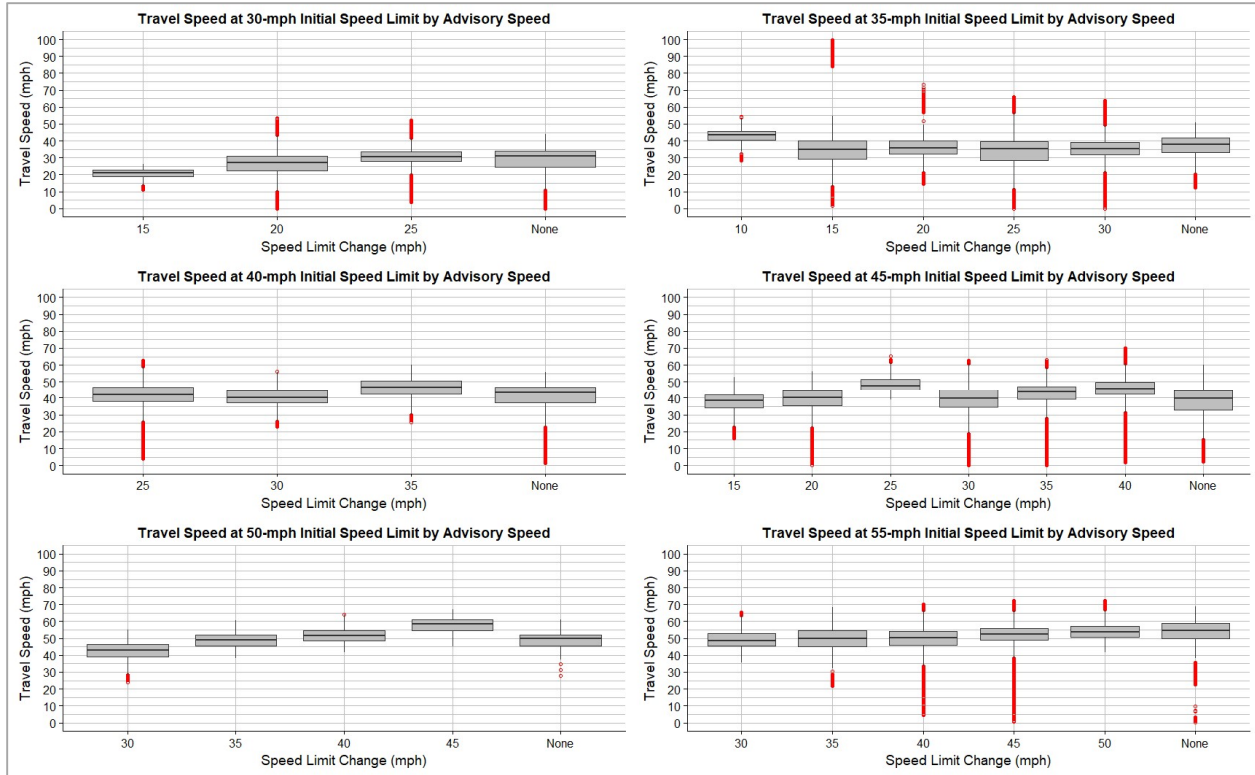 Travel Speed at 30-mph Initial Speed Limit by Advisory Speed
Travel Speed (mph)
100
90
80
70
60
50
40
30
20
10
0
15 20 25 None
Speed Limit Change (mph)
Travel Speed at 35-mph Initial Speed Limit by Advisory Speed
Travel Speed (mph)
100
90
80
70
60
50
40
30
20
10
0
10 15 20 25 30 None
Speed Limit Change (mph)
Travel Speed at 40-mph Initial Speed Limit by Advisory Speed
Travel Speed (mph)
100
90
80
70
60
50
40
30
20
10
0
25 30 35 None
Speed Limit Change (mph)
Travel Speed at 45-mph Initial Speed Limit by Advisory Speed
Travel Speed (mph)
100
90
80
70
60
50
40
30
20
10
0
15 20 25 30 35 40 None
Speed Limit Change (mph)
Travel Speed at 50-mph Initial Speed Limit by Advisory Speed
Travel Speed (mph)
100
90
80
70
60
50
40
30
20
10
0
30 35 40 45 None
Speed Limit Change (mph)
Travel Speed at 55-mph Initial Speed Limit by Advisory Speed
Travel Speed (mph)
100
90
80
70
60
50
40
30
20
10
0
30 35 40 45 50 None
Speed Limit Change (mph)